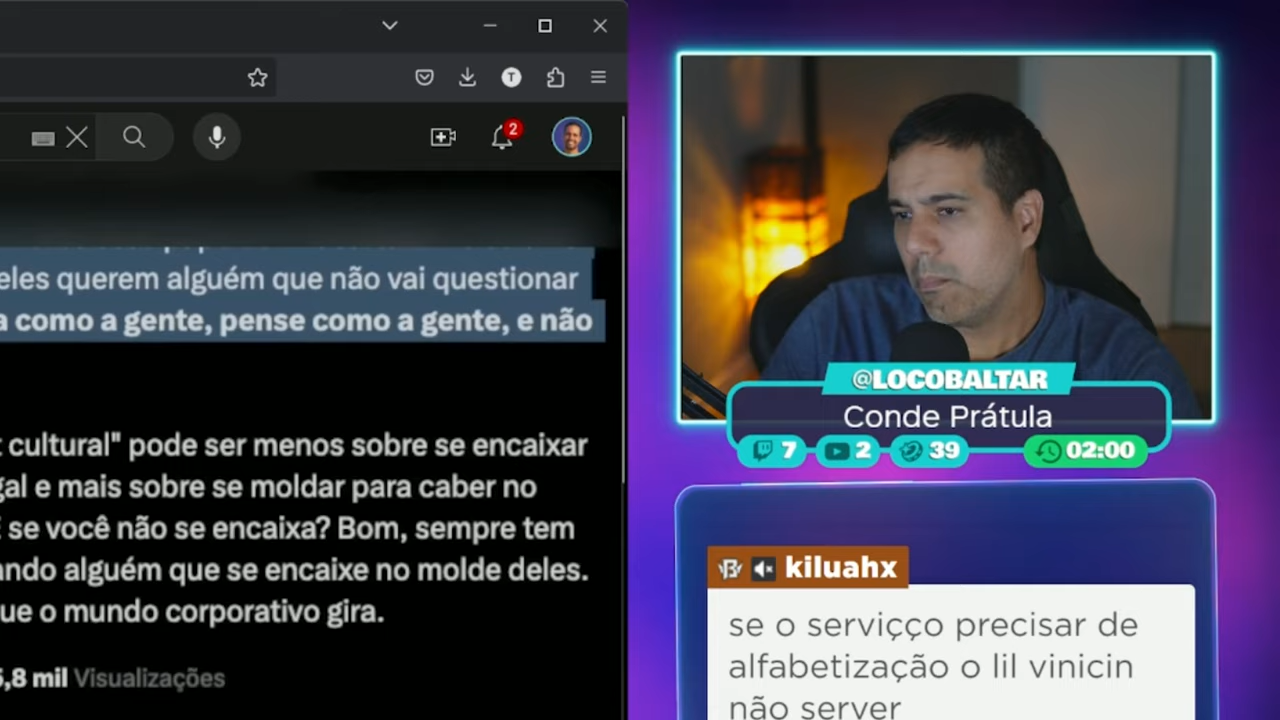 2
eles querem alguém que não vai questionar
a como a gente, pense como a gente, e não
cultural" pode ser menos sobre se encaixar
gal e mais sobre se moldar para caber no
se você não se encaixa? Bom, sempre tem
ando alguém que se encaixe no molde deles.
ue o mundo corporativo gira.
5,8 mil Visualizações
T
@LOCOBALTAR
Conde Prátula
7 2 39 02:00
kiluahx
se o serviçço precisar de
alfabetização o lil vinicin
não server